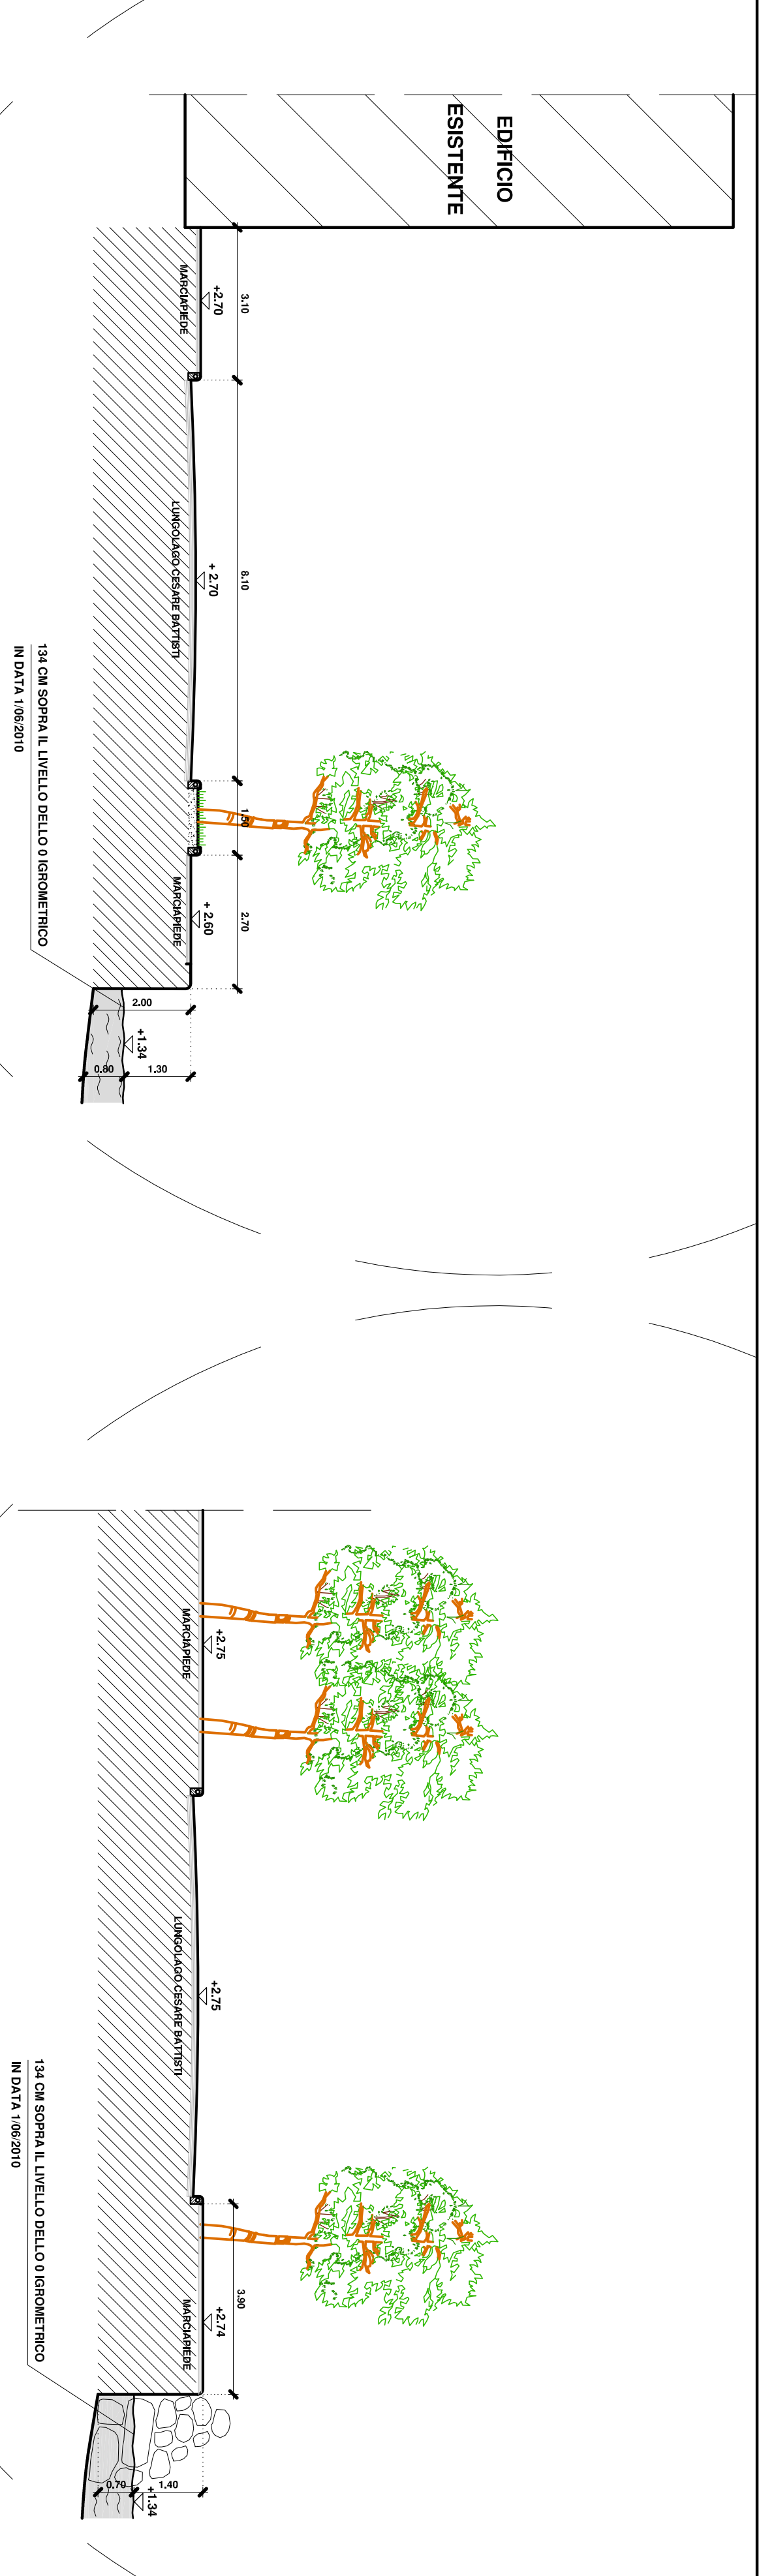 EDIFICIO
ESISTENTE
3.10
+2.70
MARCIAPIEDE
8.10
+ 2.70
LUNGOLAGO CESARE BATTISTI
1.50
2.70
+ 2.60
MARCIAPIEDE
134 CM SOPRA IL LIVELLO DELLO 0 IGROMETRICO
IN DATA 1/06/2010
2.00
+1.34
1.30
0.80
+2.75
MARCIAPIEDE
+2.75
LUNGOLAGO CESARE BATTISTI
3.90
+2.74
MARCIAPIEDE
134 CM SOPRA IL LIVELLO DELLO 0 IGROMETRICO
IN DATA 1/06/2010
1.40
+1.34
0.70